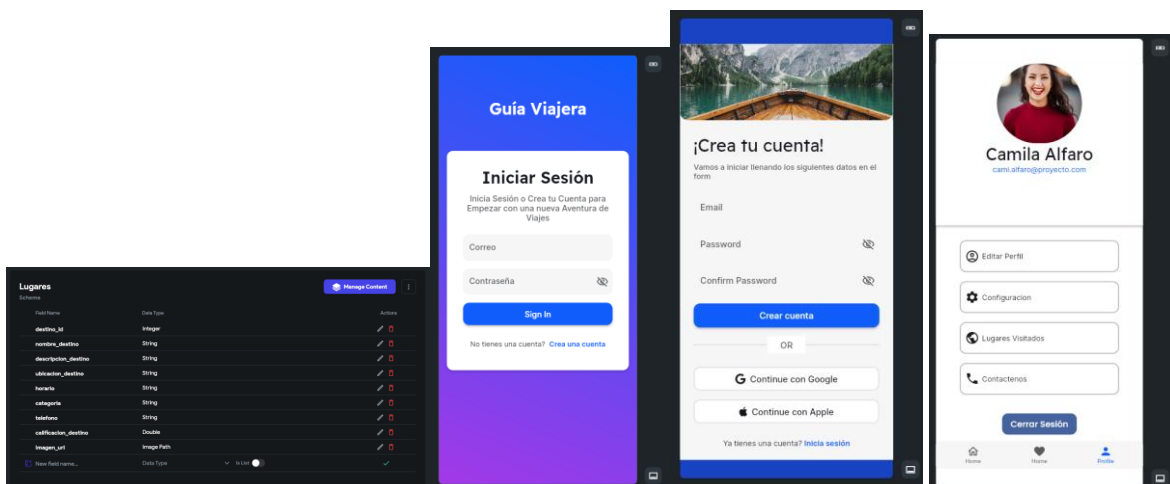 Lugares
Schema
Manage Content
Field Name Data Type Actions
destino_id Integer
nombre_destino String
descripcion_destino String
ubicacion_destino String
horario String
catagoria String
telefono String
calificacion_destino Double
Imagen_url Image Path
New field name... Data Type Is List
Guía Viajera
Iniciar Sesión
Inicia Sesión o Crea tu Cuenta para
Empezar con una nueva Aventura de
Viajes
Correo
Contraseña
Sign In
No tienes una cuenta? Crea una cuenta
¡Crea tu cuenta!
Vamos a iniciar llenando los siguientes datos en el
form
Email
Password
Confirm Password
Crear cuenta
OR
Continue con Google
Continue con Apple
Ya tienes una cuenta? Inicia sesión
Camila Alfaro
cami.alfaro@proyecto.com
Editar Perfil
Configuracion
Lugares Visitados
Contactenos
Cerrar Sesión
Home Home Profile